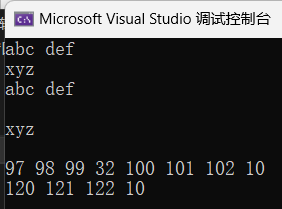 Microsoft Visual Studio 调试控制台
abc def
xyz
abc def
xyz
97 98 99 32 100 101 102 10
120 121 122 10